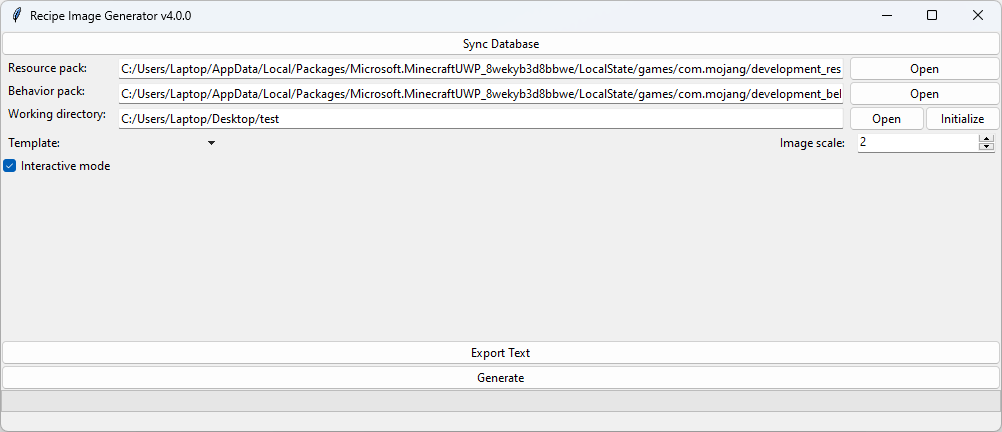 Recipe Image Generator v4.0.0
Sync Database
Resource pack: C:/Users/Laptop/AppData/Local/Packages/Microsoft.MinecraftUWP_8wekyb3d8bbwe/LocalState/games/com.mojang/development_res Open
Behavior pack: C:/Users/Laptop/AppData/Local/Packages/Microsoft.MinecraftUWP_8wekyb3d8bbwe/LocalState/games/com.mojang/development_bel Open
Working directory: C:/Users/Laptop/Desktop/test Open Initialize
Template: Image scale: 2
Interactive mode
Export Text
Generate